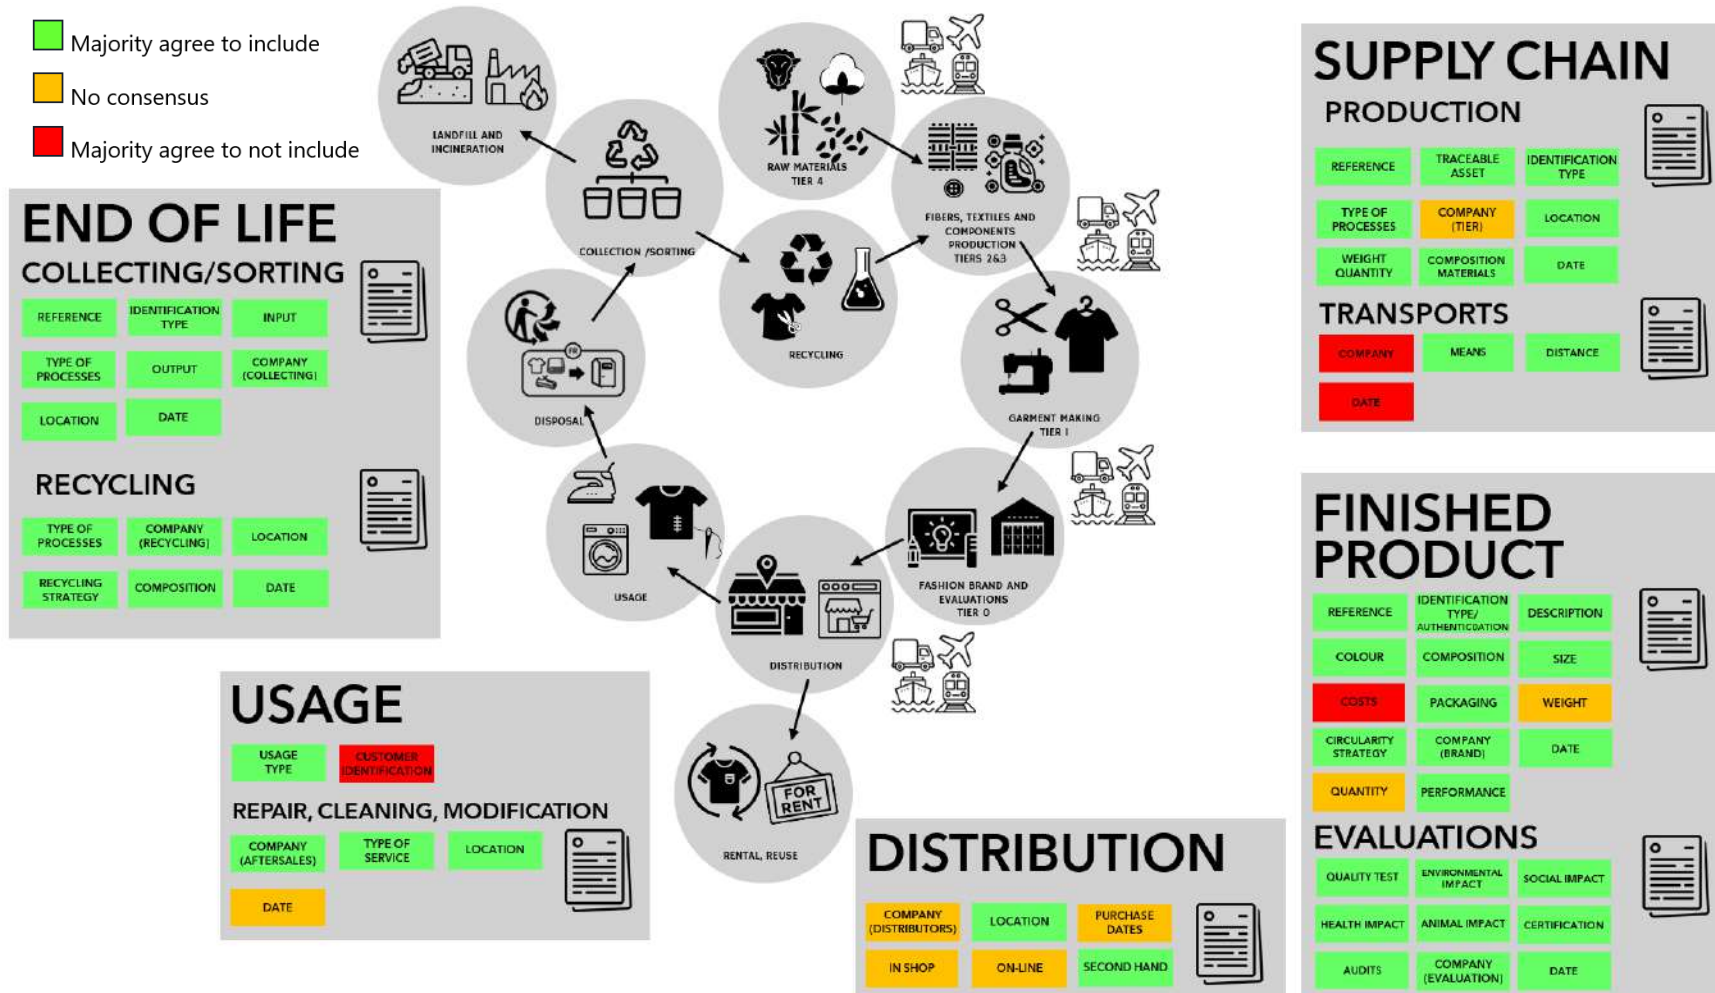 Majority agree to include
No consensus
Majority agree to not include
END OF LIFE
COLLECTING/SORTING
REFERENCE
IDENTIFICATION
TYPE
INPUT
TYPE OF
PROCESSES
OUTPUT
COMPANY
(COLLECTING)
LOCATION
DATE
RECYCLING
TYPE OF
PROCESSES
COMPANY
(RECYCLING)
LOCATION
RECYCLING
STRATEGY
COMPOSITION
DATE
LANDFILL AND
INCINERATION
COLLECTION /SORTING
RAW MATERIALS
TIER 4
FIBERS, TEXTILES AND
COMPONENTS
PRODUCTION
TIERS 2&3
RECYCLING
GARMENT MAKING
TIER 1
FR
DISPOSAL
USAGE
FASHION BRAND AND
EVALUATIONS
TIER 0
DISTRIBUTION
FOR
RENT
RENTAL, REUSE
USAGE
USAGE
TYPE
CUSTOMER
IDENTIFICATION
REPAIR, CLEANING, MODIFICATION
COMPANY
(AFTERSALES)
TYPE OF
SERVICE
LOCATION
DATE
DISTRIBUTION
COMPANY
(DISTRIBUTORS)
LOCATION
PURCHASE
DATES
IN SHOP
ON-LINE
SECOND HAND
SUPPLY CHAIN
PRODUCTION
REFERENCE
TRACEABLE
ASSET
IDENTIFICATION
TYPE
TYPE OF
PROCESSES
COMPANY
(TIER)
LOCATION
WEIGHT
QUANTITY
COMPOSITION
MATERIALS
DATE
TRANSPORTS
COMPANY
MEANS
DISTANCE
DATE
FINISHED
PRODUCT
REFERENCE
IDENTIFICATION
TYPE/
AUTHENTICDATION
DESCRIPTION
COLOUR
COMPOSITION
SIZE
COSTS
PACKAGING
WEIGHT
CIRCULARITY
STRATEGY
COMPANY
(BRAND)
DATE
QUANTITY
PERFORMANCE
EVALUATIONS
QUALITY TEST
ENVIRONMENTAL
IMPACT
SOCIAL IMPACT
HEALTH IMPACT
ANIMAL IMPACT
CERTIFICATION
AUDITS
COMPANY
(EVALUATION)
DATE